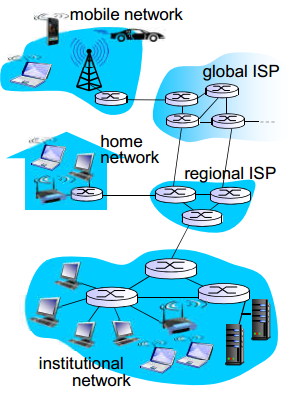 mobile network
global ISP
home
network
regional ISP
institutional
network